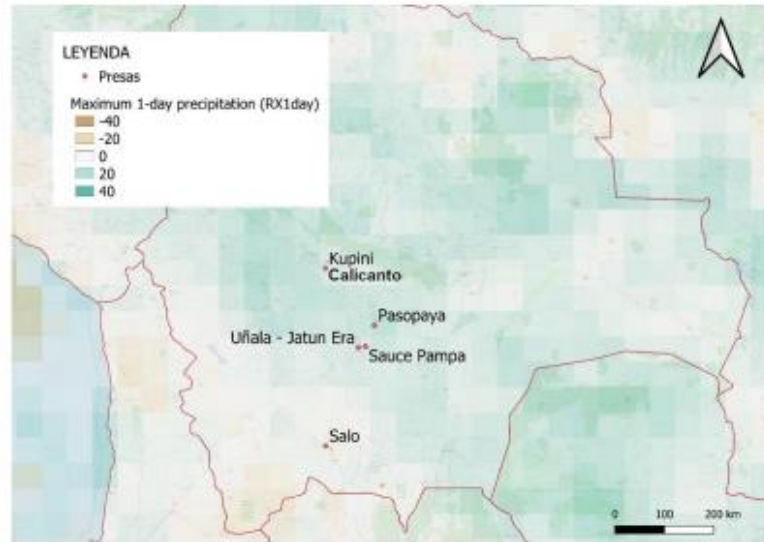 LEYENDA
Presas
Maximum 1-day precipitation (RX1day)
-40
-20
0
20
40
Kupini
Calicanto
Pasopaya
Uñala - Jatun Era
Sauce Pampa
Salo
0 100 200 km